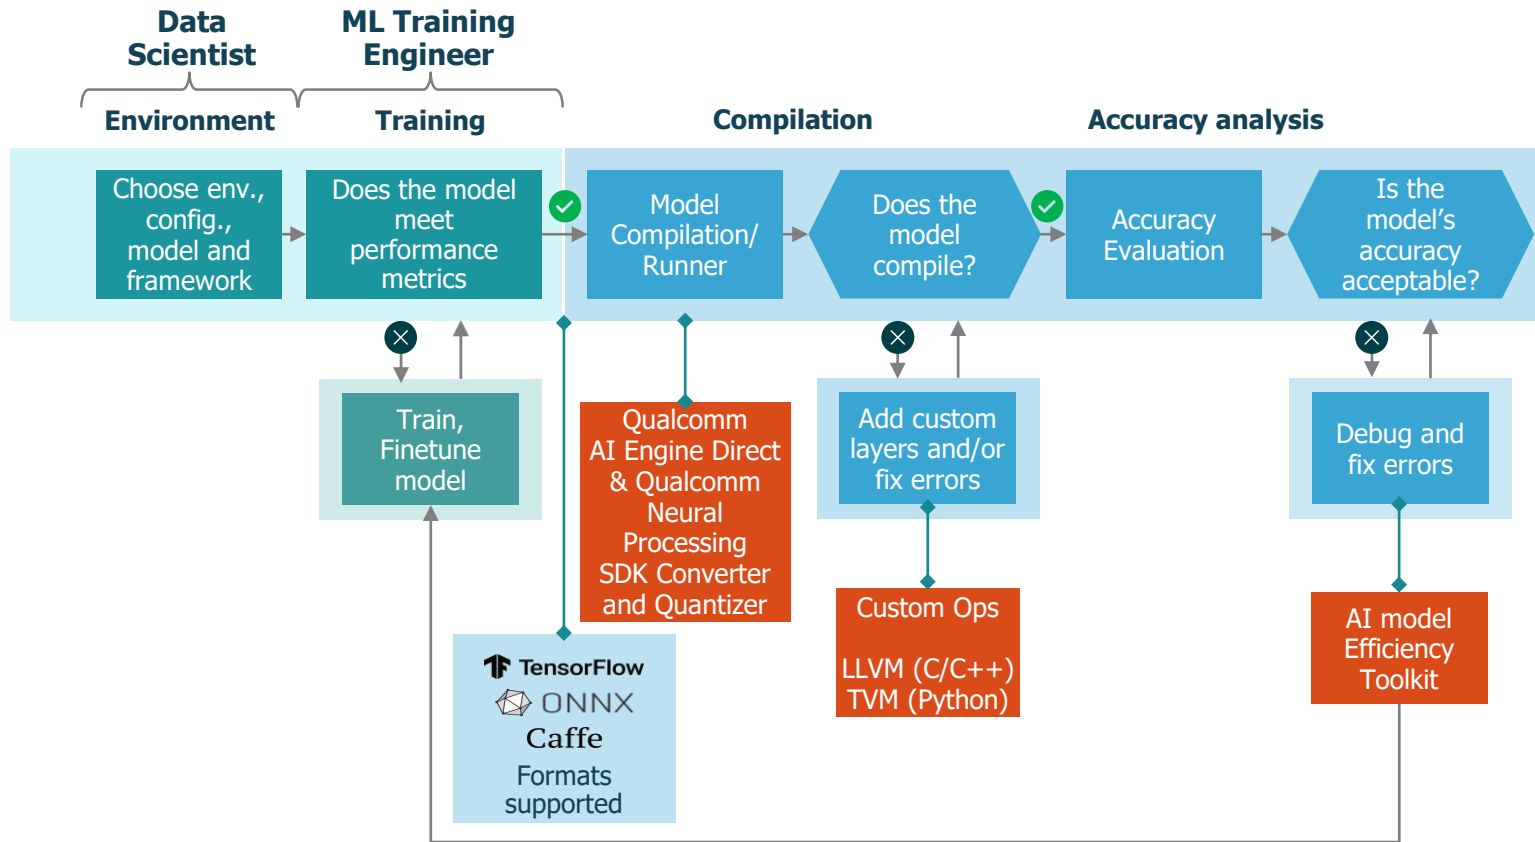 Data
Scientist
ML Training
Engineer
Environment
Training
Compilation
Accuracy analysis
Choose env.,
config.,
model and
framework
Does the model
meet
performance
metrics
Model
Compilation/
Runner
Does the
model
compile?
Accuracy
Evaluation
Is the
model’s
accuracy
acceptable?
Train,
Finetune
model
Qualcomm
AI Engine Direct
& Qualcomm
Neural
Processing
SDK Converter
and Quantizer
Add custom
layers and/or
fix errors
Debug and
fix errors
TensorFlow
ONNX
Caffe
Formats
supported
Custom Ops
LLVM (C/C++)
TVM (Python)
AI model
Efficiency
Toolkit